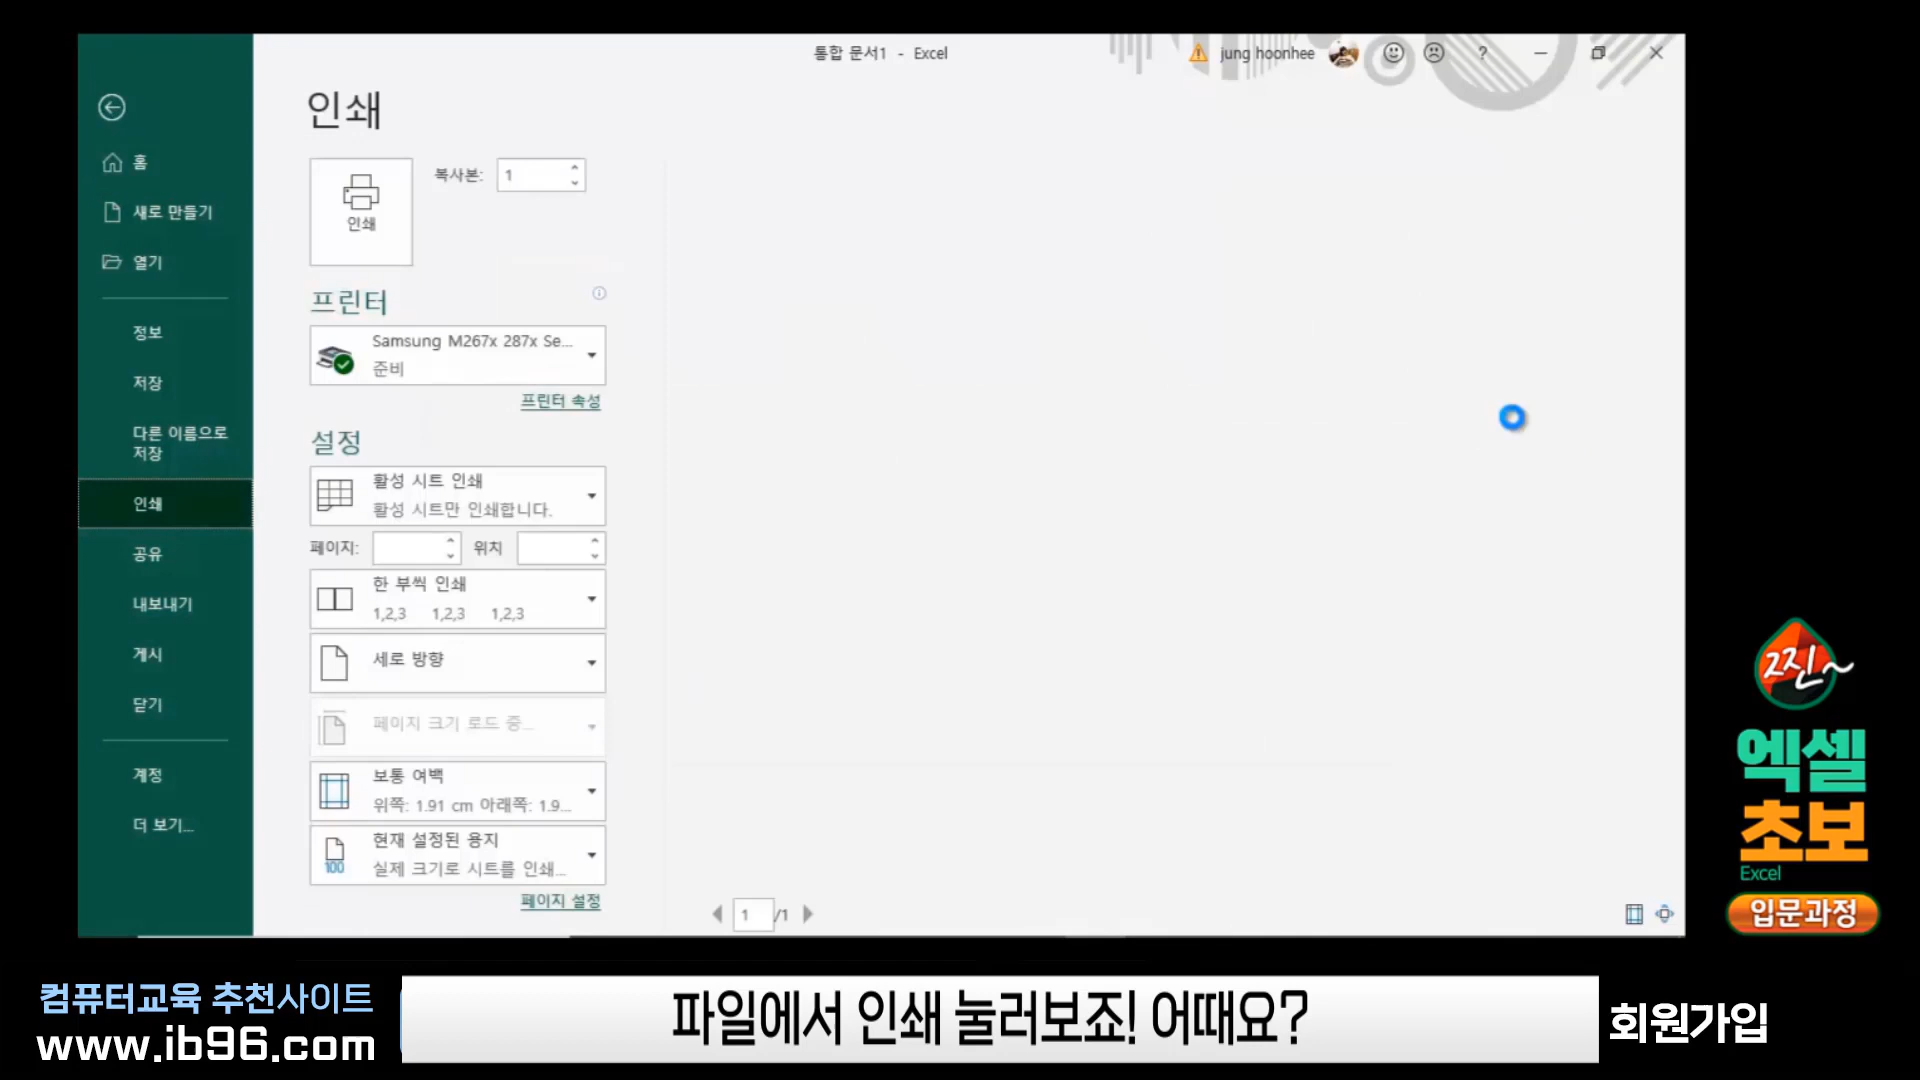 통합 문서1 - Excel
jung hoonhee
?
홈
새로 만들기
열기
정보
저장
다른 이름으로
저장
인쇄
공유
내보내기
게시
닫기
계정
더 보기...
인쇄
인쇄
복사본: 1
프린터
Samsung M267x 287x Se...
준비
프린터 속성
설정
활성 시트 인쇄
활성 시트만 인쇄합니다.
페이지: 위치
한 부씩 인쇄
1,2,3 1,2,3 1,2,3
세로 방향
페이지 크기 로드 중...
보통 여백
위쪽: 1.91 cm 아래쪽: 1.9...
현재 설정된 용지
100
실제 크기로 시트를 인쇄...
페이지 설정
1 /1
2진~
엑셀
초보
Excel
입문과정
컴퓨터교육 추천사이트
www.ib96.com
파일에서 인쇄 눌러보죠! 어때요?
회원가입